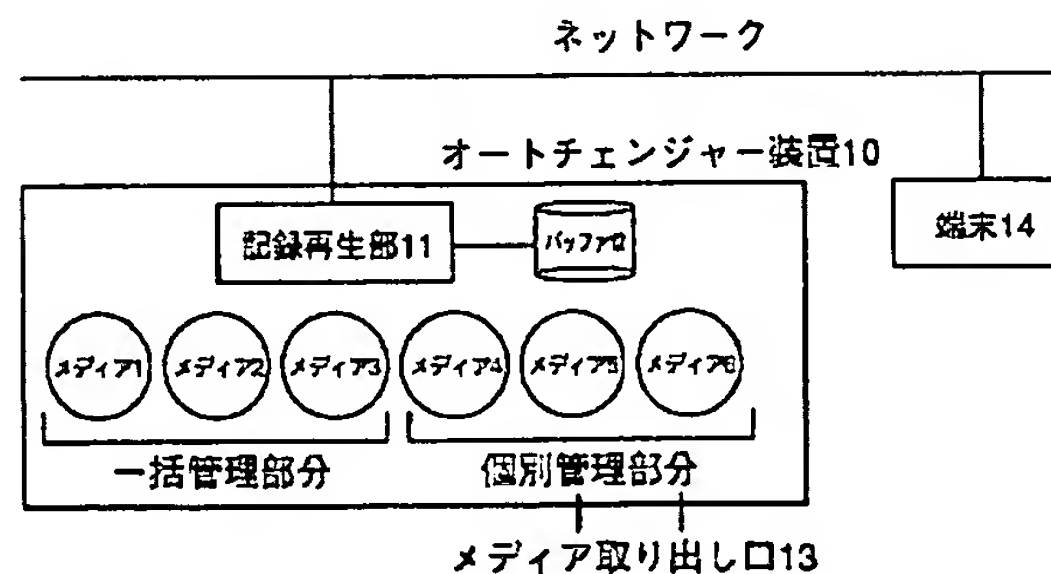 ネットワーク
オートチェンジャー装置10
記録再生部11
バッファ12
端末14
メディア1 メディア2 メディア3 メディア4 メディア5 メディア6
一括管理部分 個別管理部分
メディア取り出し口13